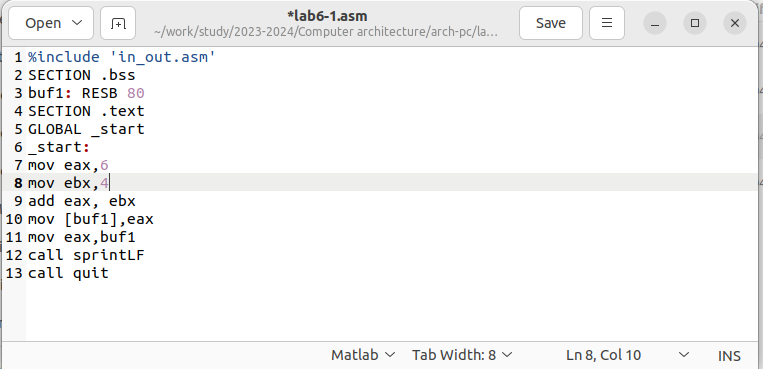 Open
*lab6-1.asm
~/work/study/2023-2024/Computer architecture/arch-pc/la...
Save
1 %include 'in_out.asm'
2 SECTION .bss
3 buf1: RESB 80
4 SECTION .text
5 GLOBAL _start
6 _start:
7 mov eax,6
8 mov ebx,4
9 add eax, ebx
10 mov [buf1],eax
11 mov eax,buf1
12 call sprintLF
13 call quit
Matlab Tab Width: 8 Ln 8, Col 10 INS